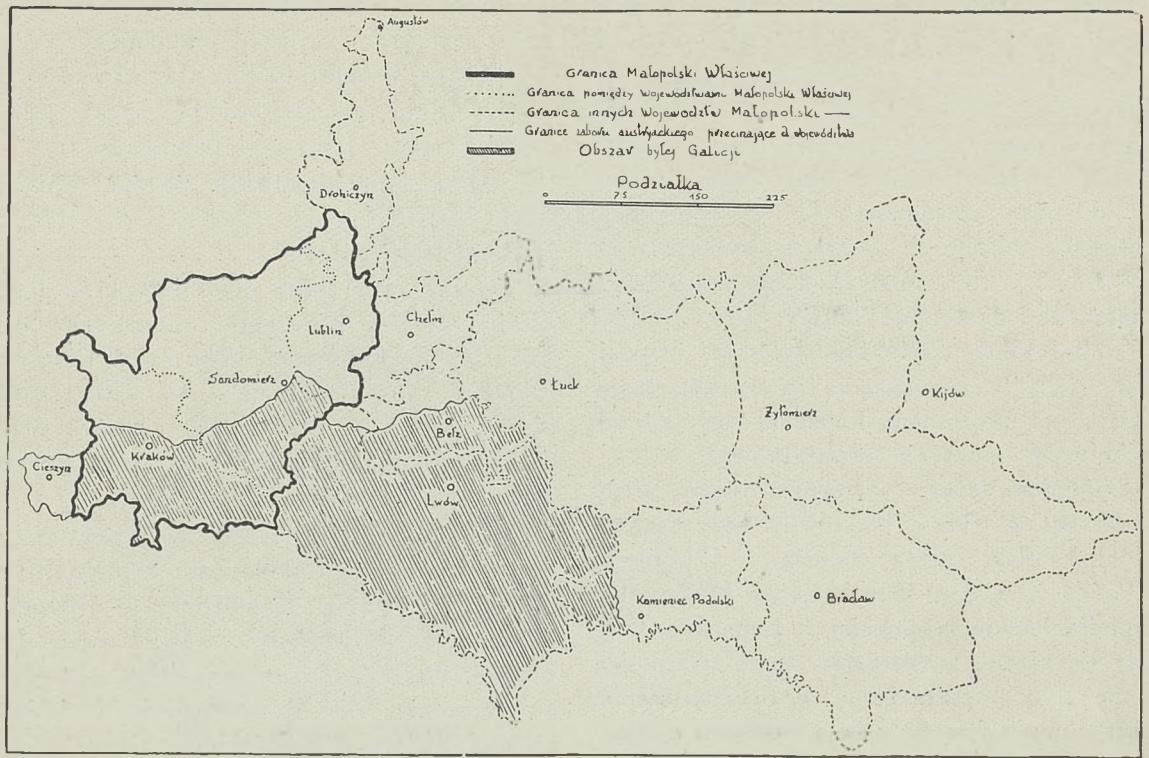 Augustów
Granica Małopolski Właściwej
Granica pomiędzy Województwami Małopolski Właściwej
Granica innych Województw Małopolski
Granice zaboru austryackiego przecinające
Obszar byłej Galicji
Podziałka
0 75 150 225
Drohiczyn
Chełm
Lublin
Sandomierz
Łuck
Kijów
Żytomierz
Bełz
Kraków
Cieszyn
Lwów
Kamieniec Podolski
Bracław